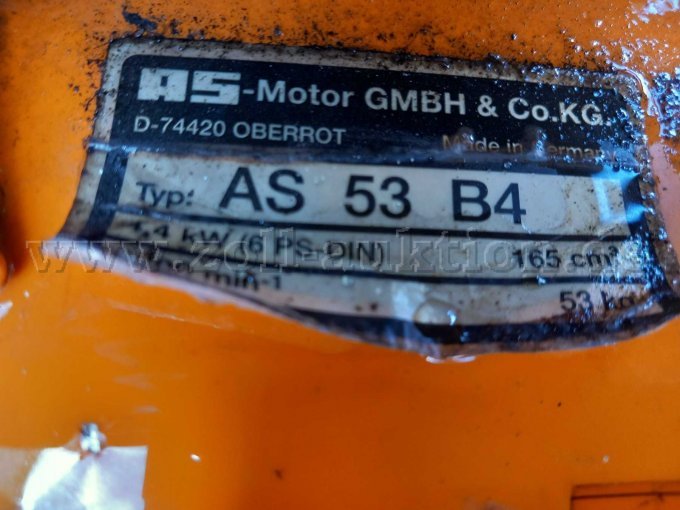 AS-Motor GMBH & Co.KG.
D-74420 OBERROT Made in Germany
Typ: AS 53 B4
4,4 kW (6 PS-DIN) 165 cm³
min-1 53 kg
www.zoll-auktion.de